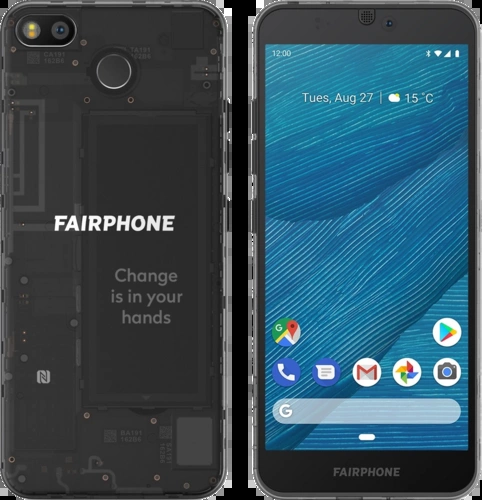 FAIRPHONE
Change
is in your
hands
12:00
Tues, Aug 27 | 15 °C
G
G
FAIRPHONE